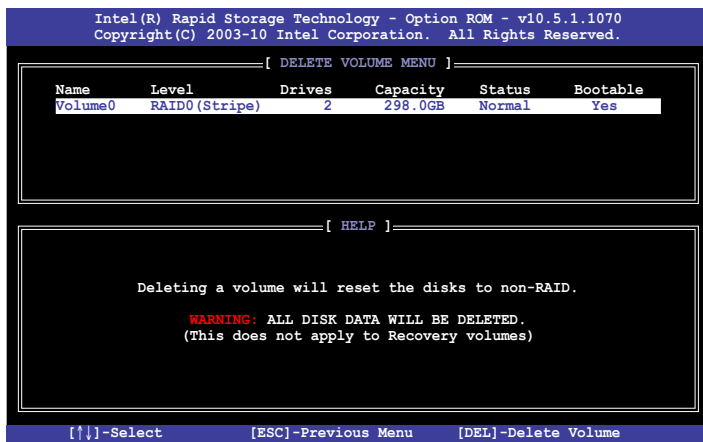 Intel(R) Rapid Storage Technology - Option ROM - v10.5.1.1070
Copyright(C) 2003-10 Intel Corporation. All Rights Reserved.
[ DELETE VOLUME MENU ]
Name Level Drives Capacity Status Bootable
Volume0 RAID0(Stripe) 2 298.0GB Normal Yes
[ HELP ]
Deleting a volume will reset the disks to non-RAID.
WARNING: ALL DISK DATA WILL BE DELETED.
(This does not apply to Recovery volumes)
[↑↓]-Select [ESC]-Previous Menu [DEL]-Delete Volume